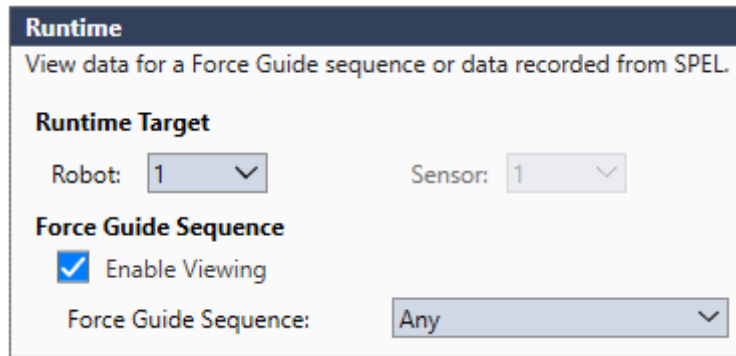 Runtime
View data for a Force Guide sequence or data recorded from SPEL.
Runtime Target
Robot: 1 Sensor: 1
Force Guide Sequence
Enable Viewing
Force Guide Sequence: Any